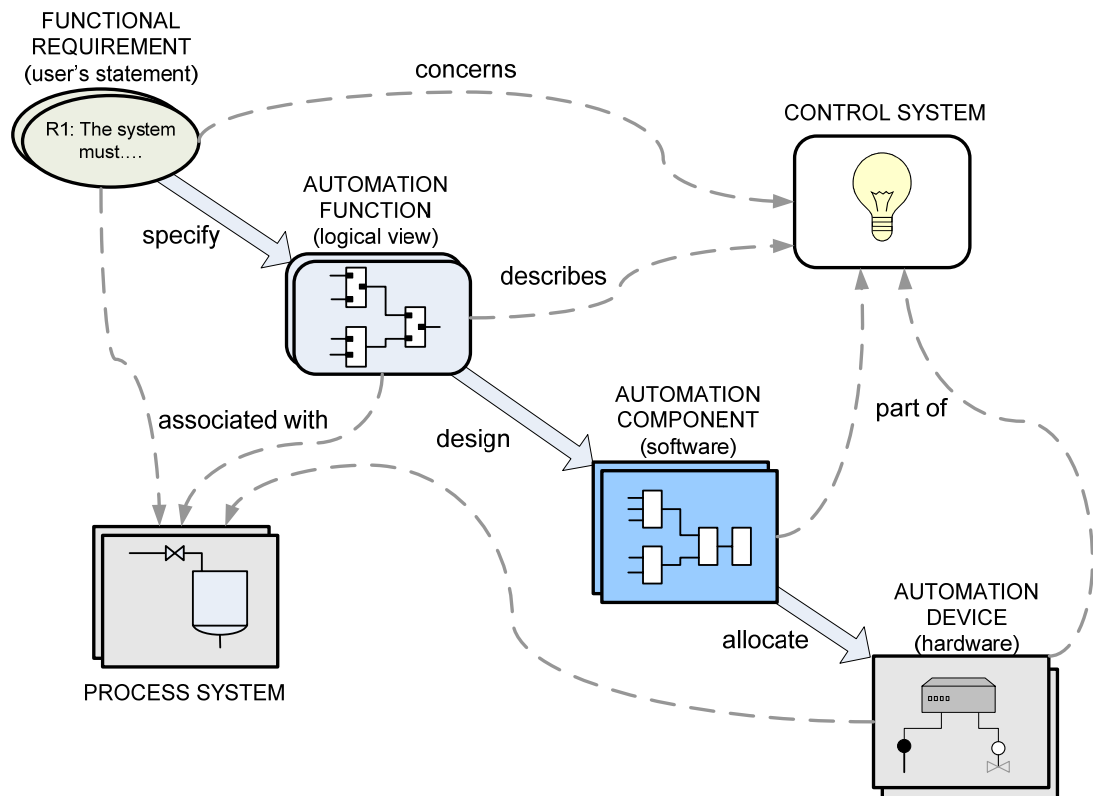 FUNCTIONAL
REQUIREMENT
(user's statement)
R1: The system
must....
concerns
CONTROL SYSTEM
specify
AUTOMATION
FUNCTION
(logical view)
describes
associated with
design
AUTOMATION
COMPONENT
(software)
part of
PROCESS SYSTEM
allocate
AUTOMATION
DEVICE
(hardware)